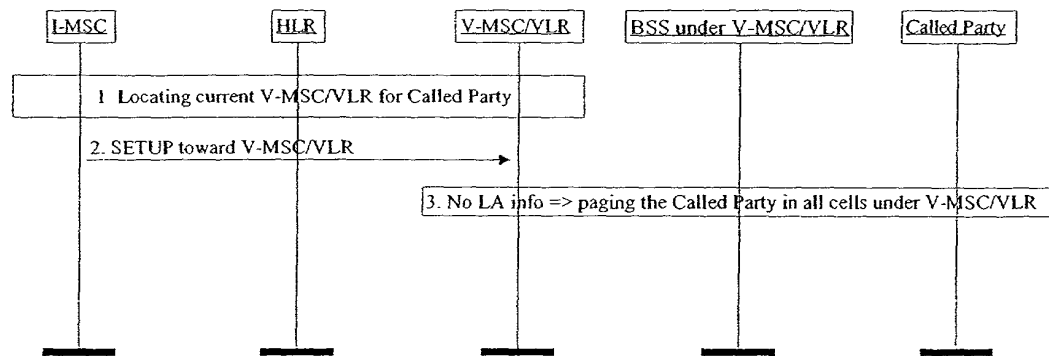 I-MSC
HLR
V-MSC/VLR
BSS under V-MSC/VLR
Called Party
1 Locating current V-MSC/VLR for Called Party
2. SETUP toward V-MSC/VLR
3. No LA info => paging the Called Party in all cells under V-MSC/VLR